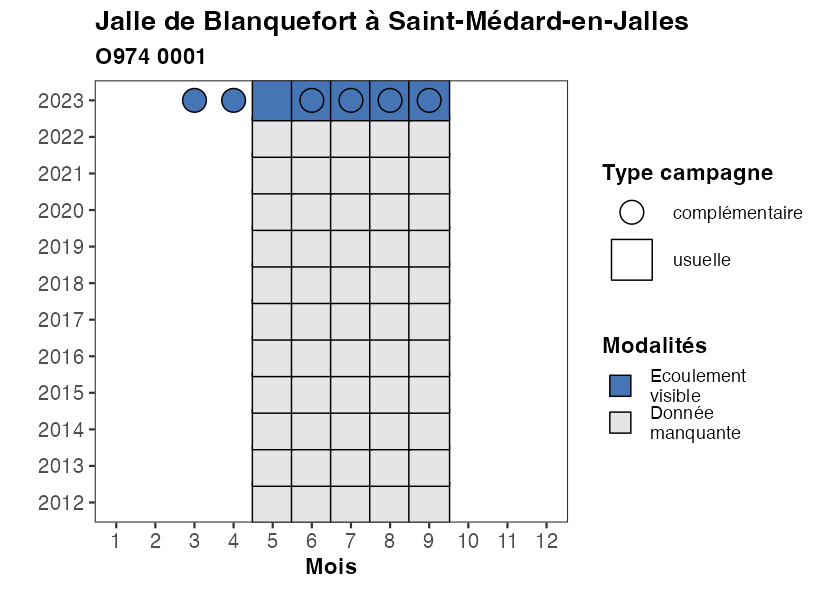 Jalle de Blanquefort à Saint-Médard-en-Jalles
O974 0001
2023
2022
2021
2020
2019
2018
2017
2016
2015
2014
2013
2012
1 2 3 4 5 6 7 8 9 10 11 12
Mois
Type campagne
complémentaire
usuelle
Modalités
Ecoulement
visible
Donnée
manquante